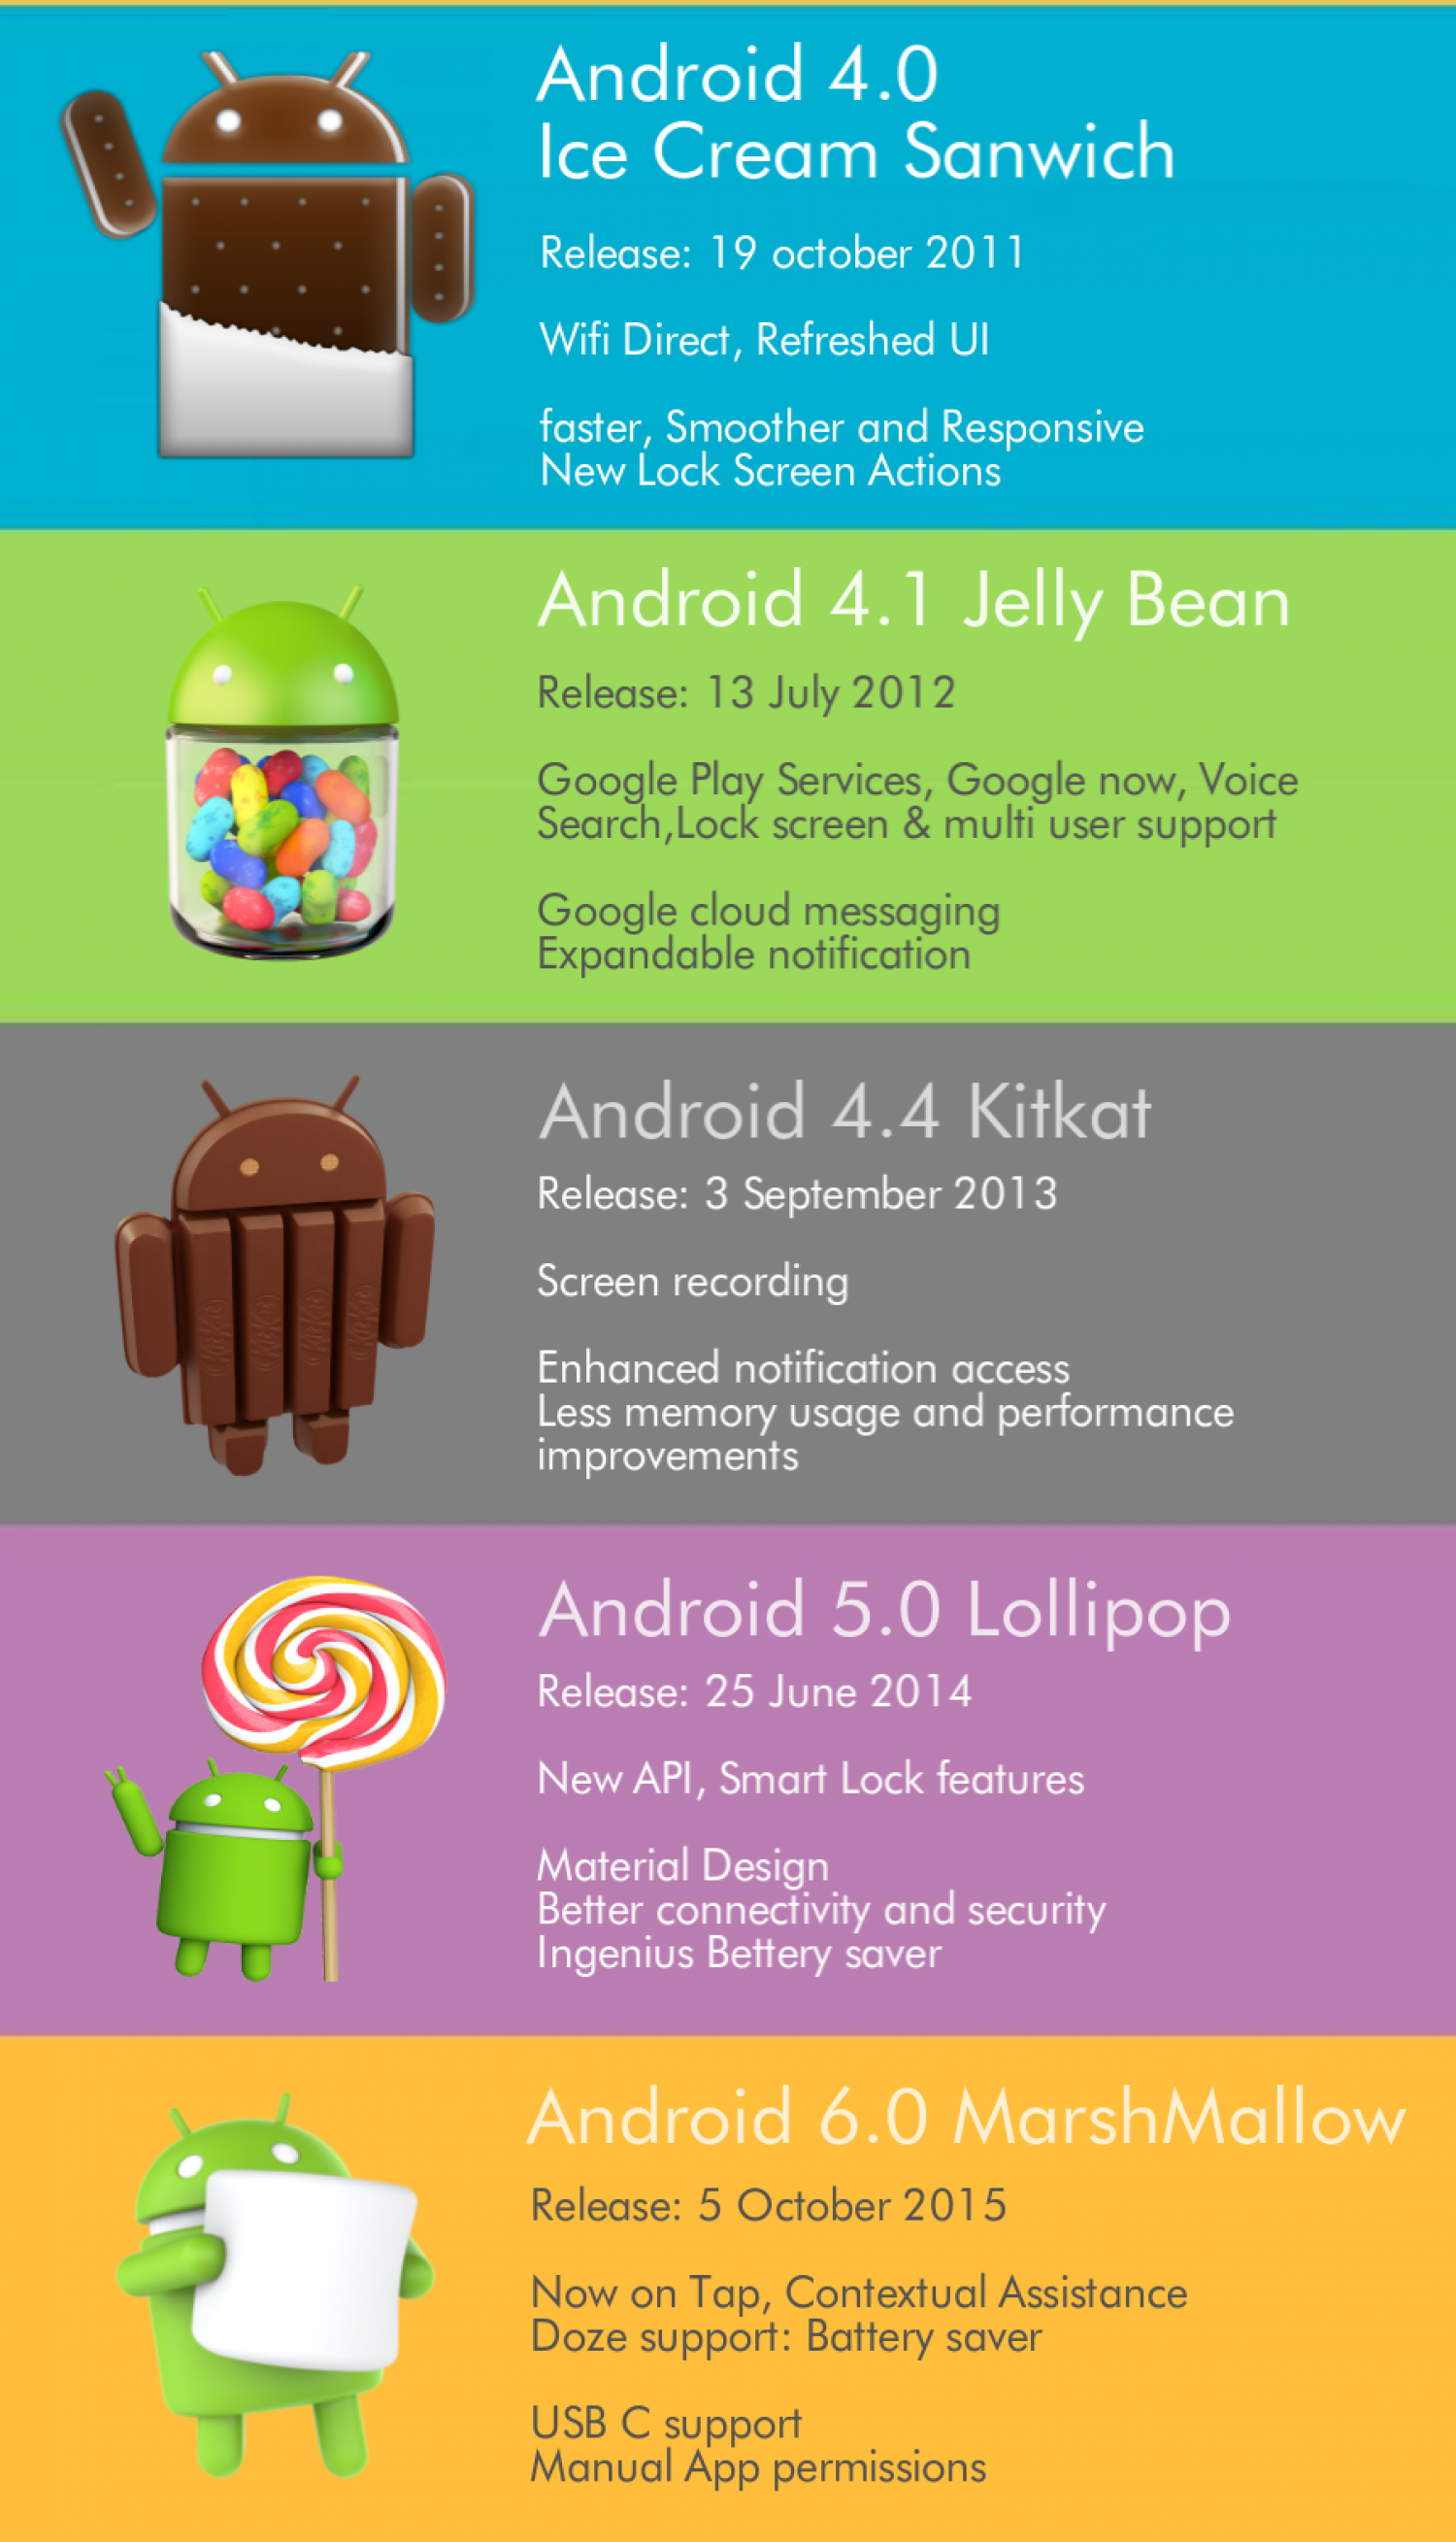 Android 4.0
Ice Cream Sanwich
Release: 19 october 2011
Wifi Direct, Refreshed UI
faster, Smoother and Responsive
New Lock Screen Actions
Android 4.1 Jelly Bean
Release: 13 July 2012
Google Play Services, Google now, Voice
Search,Lock screen & multi user support
Google cloud messaging
Expandable notification
Android 4.4 Kitkat
Release: 3 September 2013
Screen recording
Enhanced notification access
Less memory usage and performance
improvements
KitKat KitKat KitKat KitKat
Android 5.0 Lollipop
Release: 25 June 2014
New API, Smart Lock features
Material Design
Better connectivity and security
Ingenius Bettery saver
Android 6.0 MarshMallow
Release: 5 October 2015
Now on Tap, Contextual Assistance
Doze support: Battery saver
USB C support
Manual App permissions